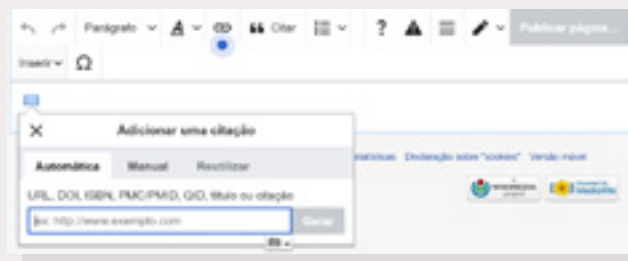 Parágrafo A Citar ? Publicar página...
Inserir Ω
Adicionar uma citação
Automática Manual Reutilizar
Declaração sobre "cookies" Versão móvel
URL, DOI, ISBN, PMC/PMID, QID, título ou citação
ex: http://www.exemplo.com Gerar